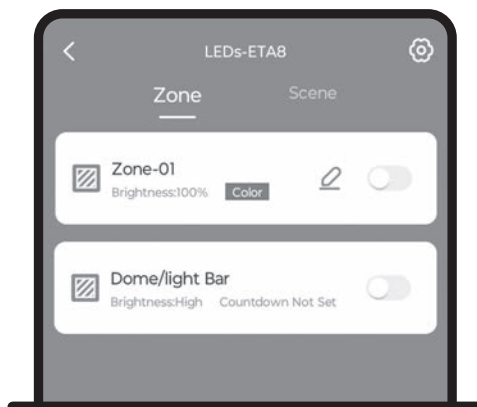 LEDs-ETA8
Zone Scene
Zone-01
Brightness:100% Color
Dome/light Bar
Brightness:High Countdown Not Set